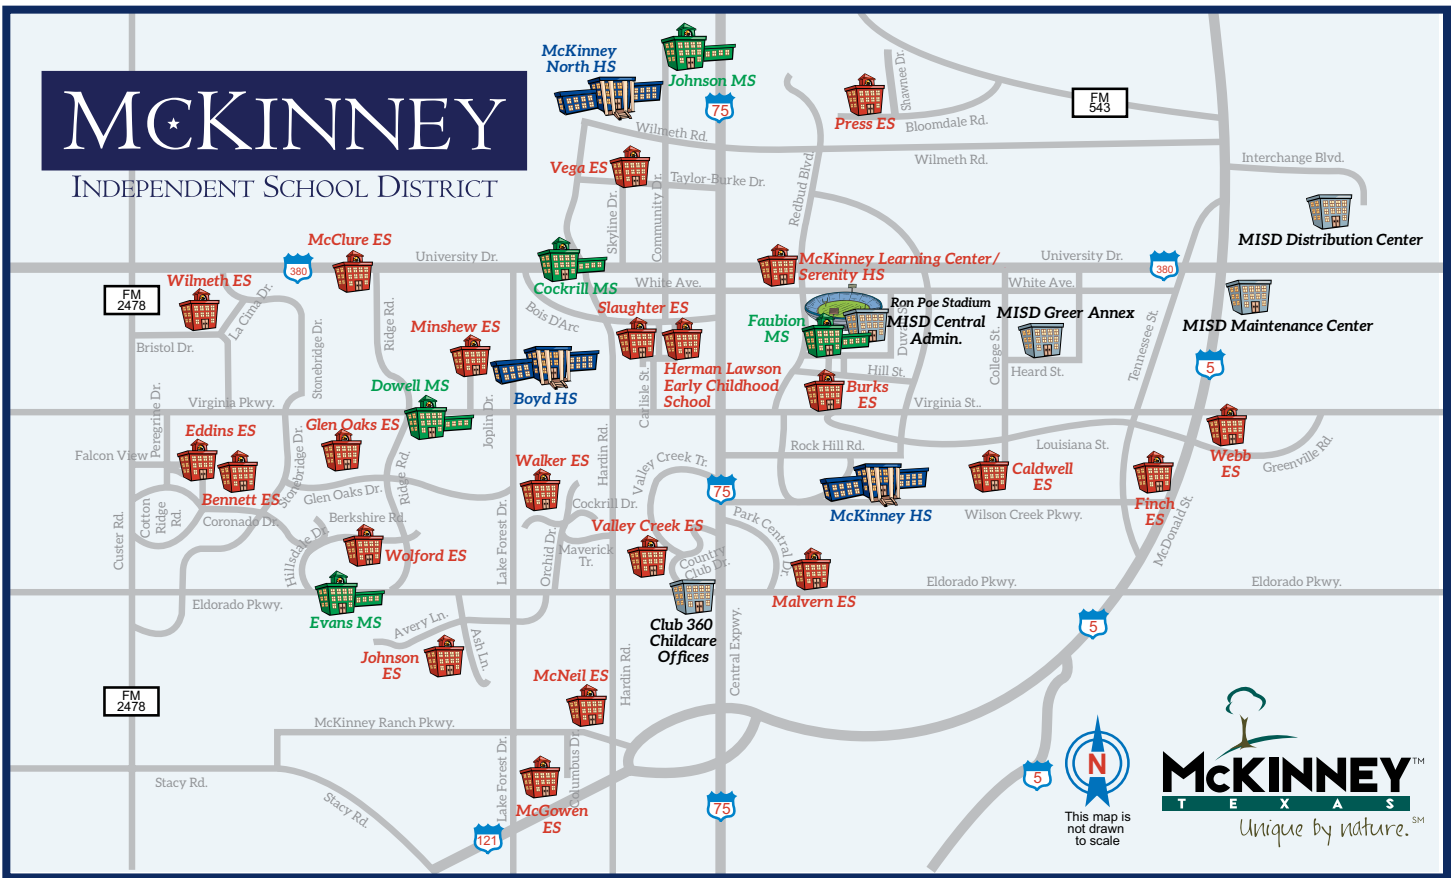 McKINNEY
INDEPENDENT SCHOOL DISTRICT
McKinney
North HS
Johnson MS
75
Press ES
Shawnee Dr.
Bloomdale Rd.
FM
543
Wilmeth Rd.
Wilmeth Rd.
Interchange Blvd.
Vega ES
Taylor-Burke Dr.
Skyline Dr.
Community Dr.
Redbud Blvd.
MISD Distribution Center
McClure ES
380
University Dr.
Cockrill MS
White Ave.
McKinney Learning Center/
Serenity HS
University Dr.
380
White Ave.
Wilmeth ES
FM
2478
La Cima Dr.
Bristol Dr.
Stonebridge Dr.
Ridge Rd.
Minshew ES
Bois D'Arc
Slaughter ES
Boyd HS
Herman Lawson
Early Childhood
School
Carlisle St.
Faubion
MS
Ron Poe Stadium
MISD Central
Admin.
MISD Greer Annex
College St.
Heard St.
Tennessee St.
MISD Maintenance Center
5
Hill St.
Burks
ES
Dowell MS
Virginia Pkwy.
Virginia St..
Peregrine Dr.
Joplin Dr.
Eddins ES
Falcon View
Bennett ES
Glen Oaks ES
Stonebridge Dr.
Glen Oaks Dr.
Ridge Rd.
Walker ES
Hardin Rd.
Valley Creek Tr.
Rock Hill Rd.
Louisiana St.
Webb
ES
Greenville Rd.
75
McKinney HS
Caldwell
ES
Finch
ES
Wilson Creek Pkwy.
McDonald St.
Custer Rd.
Cotton
Ridge
Rd.
Coronado Dr.
Berkshire Rd.
Hillsdale Dr.
Wolford ES
Lake Forest Dr.
Orchid Dr.
Cockrill Dr.
Maverick
Tr.
Valley Creek ES
Country
Club Dr.
Park Central Dr.
Malvern ES
Eldorado Pkwy.
Eldorado Pkwy.
Eldorado Pkwy.
Evans MS
Avery Ln.
Ash Ln.
Johnson
ES
Club 360
Childcare
Offices
Central Expwy.
5
McNeil ES
Hardin Rd.
FM
2478
McKinney Ranch Pkwy.
Stacy Rd.
Stacy Rd.
Lake Forest Dr.
Columbus Dr.
McGowen
ES
121
75
5
N
This map is
not drawn
to scale
McKINNEY™
TEXAS
Unique by nature.℠